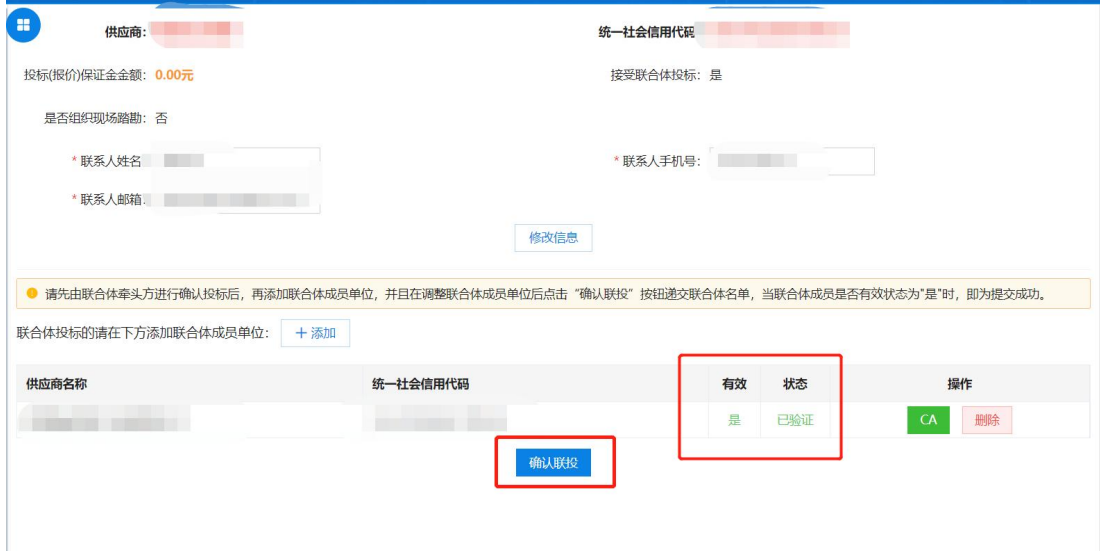 供应商:
统一社会信用代码
投标(报价)保证金金额: 0.00元
接受联合体投标: 是
是否组织现场踏勘: 否
* 联系人姓名
* 联系人手机号:
* 联系人邮箱:
修改信息
请先由联合体牵头方进行确认投标后，再添加联合体成员单位，并且在调整联合体成员单位后点击“确认联投”按钮递交联合体名单，当联合体成员是否有效状态为"是"时，即为提交成功。
联合体投标的请在下方添加联合体成员单位: +添加
供应商名称 统一社会信用代码 有效 状态 操作
是 已验证 CA 删除
确认联投